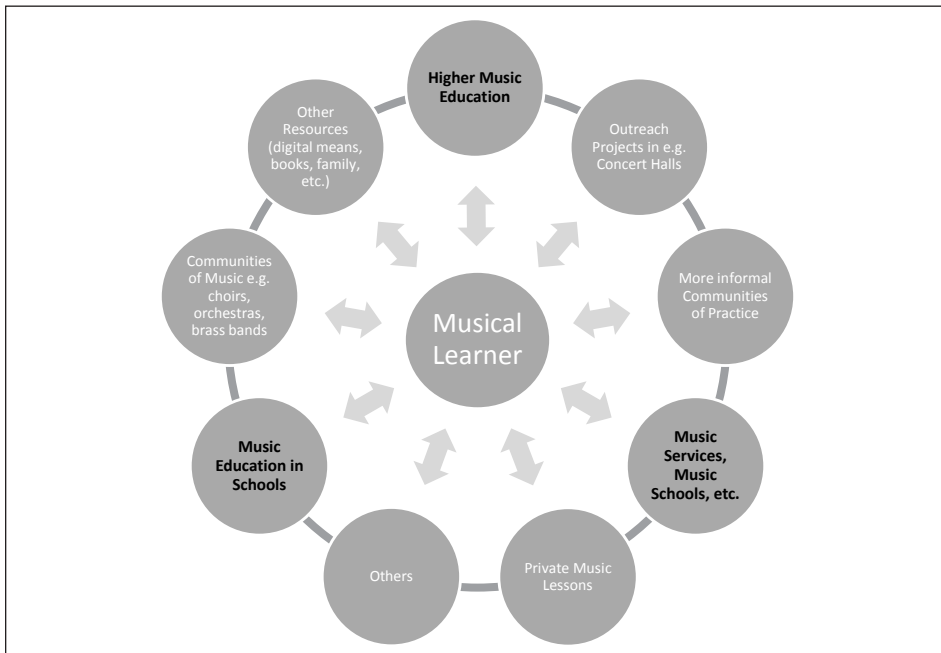 Higher Music
Education
Outreach
Projects in e.g.
Concert Halls
More informal
Communities
of Practice
Music
Services,
Music
Schools, etc.
Private Music
Lessons
Others
Music
Education in
Schools
Communities
of Music e.g.
choirs,
orchestras,
brass bands
Other
Resources
(digital means,
books, family,
etc.)
Musical
Learner